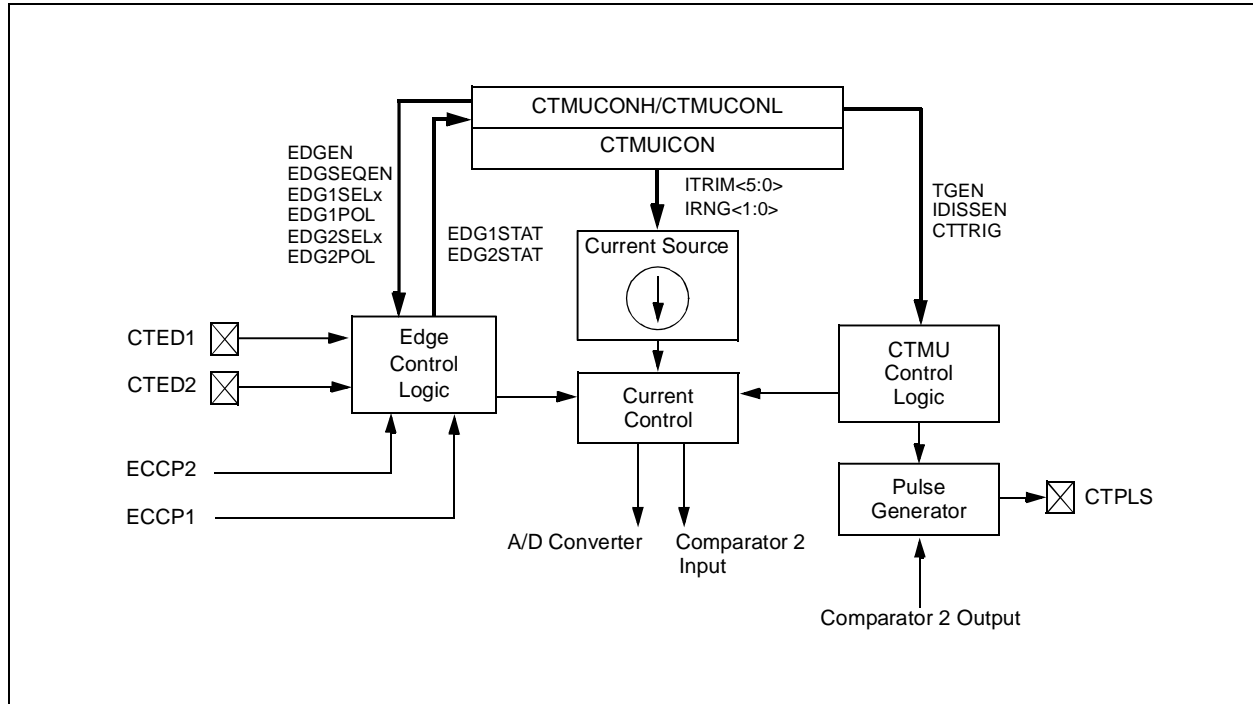 CTMUCONH/CTMUCONL
CTMUICON
EDGEN
EDGSEQEN
EDG1SELx
EDG1POL
EDG2SELx
EDG2POL
EDG1STAT
EDG2STAT
ITRIM<5:0>
IRNG<1:0>
TGEN
IDISSEN
CTTRIG
Current Source
CTED1
CTED2
Edge
Control
Logic
Current
Control
CTMU
Control
Logic
ECCP2
ECCP1
Pulse
Generator
CTPLS
A/D Converter
Comparator 2
Input
Comparator 2 Output